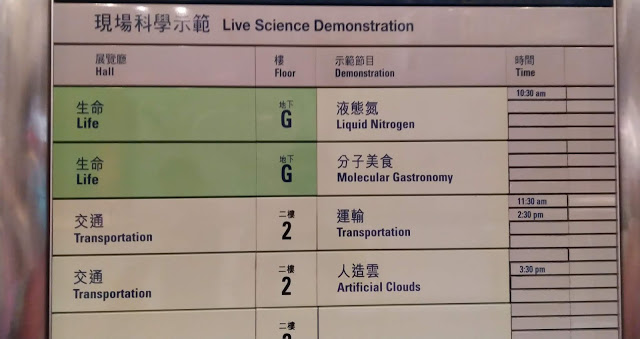 現場科學示範 Live Science Demonstration
展覽廳 樓 示範節目 時間
Hall Floor Demonstration Time
10:30 am
生命 地下 液態氮
Life G Liquid Nitrogen
生命 地下 分子美食
Life G Molecular Gastronomy
11:30 am
交通 二樓 運輸 2:30 pm
Transportation 2 Transportation
交通 二樓 人造雲 3:30 pm
Transportation 2 Artificial Clouds
二樓